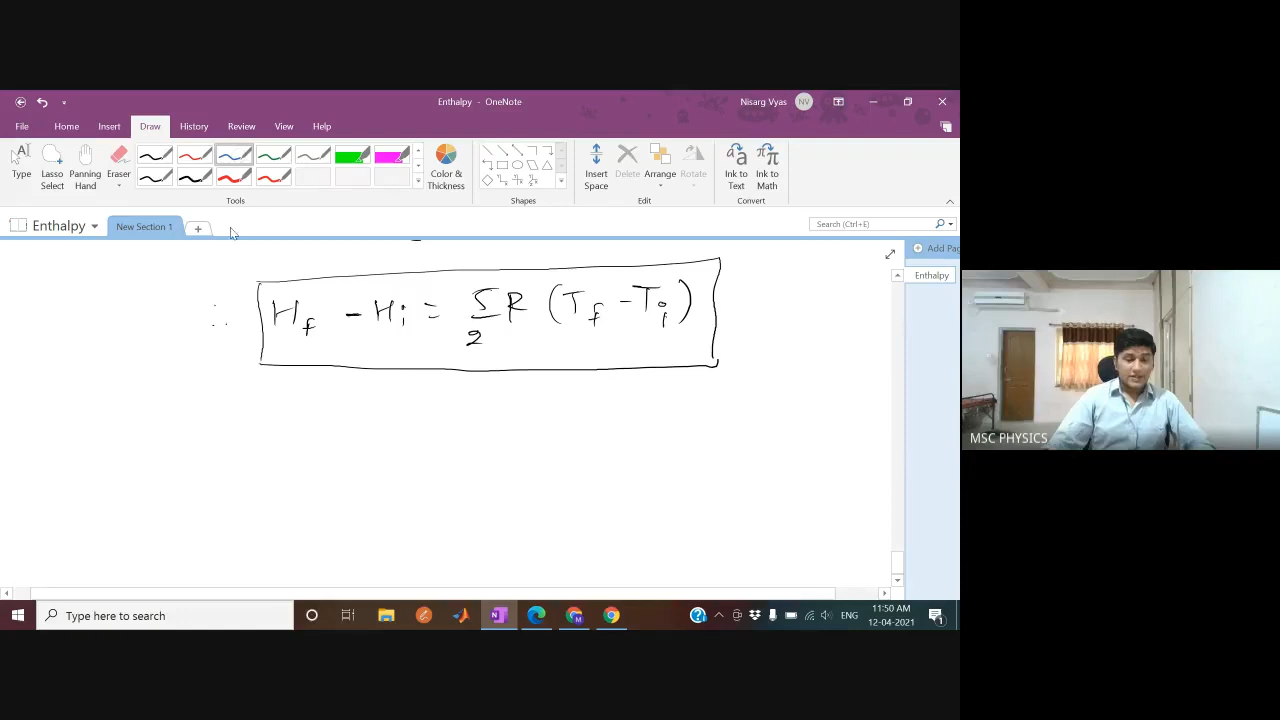 Enthalpy - OneNote
Nisarg Vyas NV
File Home Insert Draw History Review View Help
Type
Lasso Select
Panning Hand
Eraser
Color & Thickness
Insert Space
Delete
Arrange
Rotate
Ink to Text
Ink to Math
Tools
Shapes
Edit
Convert
Enthalpy
New Section 1
Search (Ctrl+E)
Add Pag
Enthalpy
∴ H_f - H_i = 5/2 R (T_f - T_i)
MSC PHYSICS
Type here to search
ENG
11:50 AM
12-04-2021